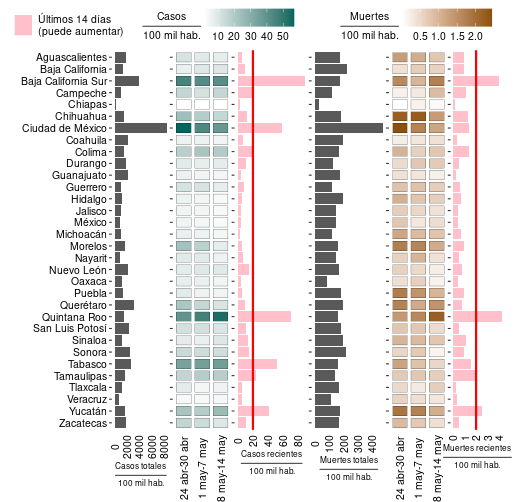 Últimos 14 días
(puede aumentar)
Casos
100 mil hab.
10 20 30 40 50
Muertes
100 mil hab.
0.5 1.0 1.5 2.0
Aguascalientes
Baja California
Baja California Sur
Campeche
Chiapas
Chihuahua
Ciudad de México
Coahuila
Colima
Durango
Guanajuato
Guerrero
Hidalgo
Jalisco
México
Michoacán
Morelos
Nayarit
Nuevo León
Oaxaca
Puebla
Querétaro
Quintana Roo
San Luis Potosí
Sinaloa
Sonora
Tabasco
Tamaulipas
Tlaxcala
Veracruz
Yucatán
Zacatecas
0 2000 4000 6000 8000
Casos totales
100 mil hab.
24 abr-30 abr
1 may-7 may
8 may-14 may
0 20 40 60 80
Casos recientes
100 mil hab.
0 100 200 300 400
Muertes totales
100 mil hab.
24 abr-30 abr
1 may-7 may
8 may-14 may
0 1 2 3 4
Muertes recientes
100 mil hab.